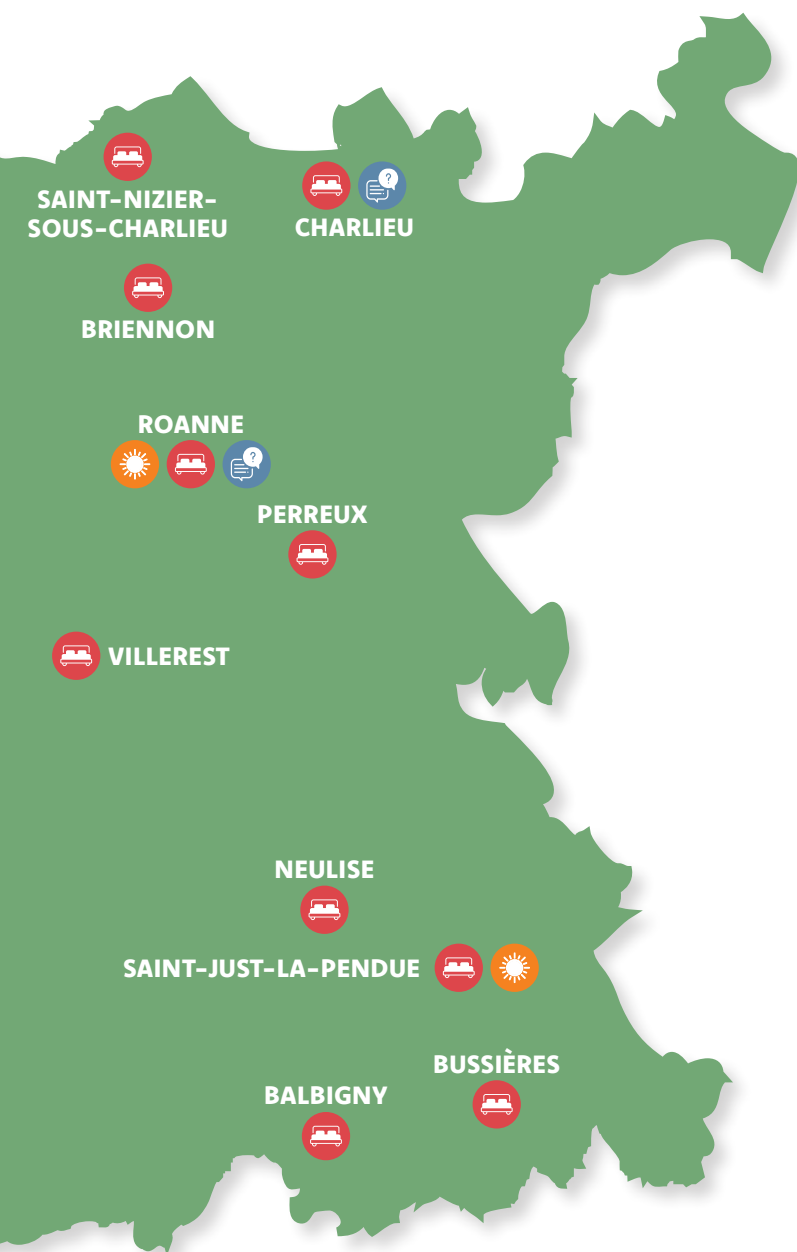 SAINT-NIZIER-
SOUS-CHARLIEU
?
CHARLIEU
BRIENNON
ROANNE
?
PERREUX
VILLEREST
NEULISE
SAINT-JUST-LA-PENDUE
BUSSIÈRES
BALBIGNY